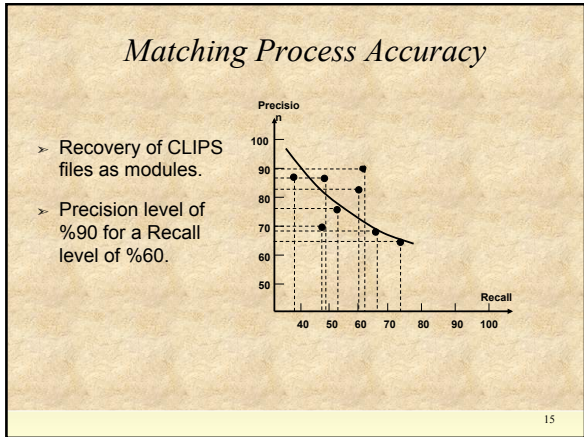 Matching Process Accuracy
➢ Recovery of CLIPS
files as modules.
➢ Precision level of
%90 for a Recall
level of %60.
Precisio
n
100
90
80
70
60
50
Recall
40 50 60 70 80 90 100
15